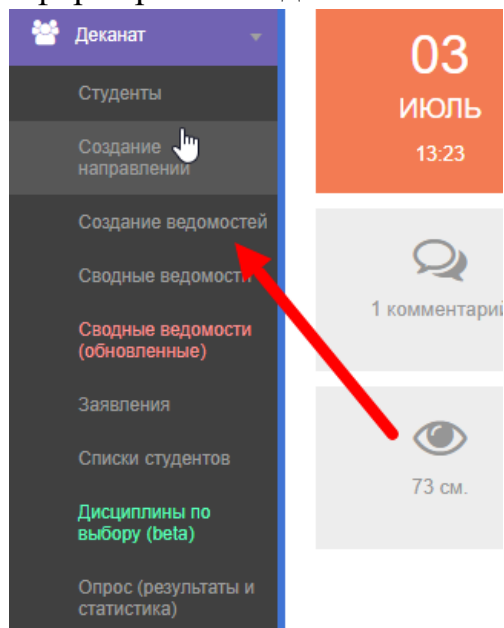 Деканат
Студенты
Создание
направлений
Создание ведомостей
Сводные ведомости
Сводные ведомости
(обновленные)
Заявления
Списки студентов
Дисциплины по
выбору (beta)
Опрос (результаты и
статистика)
03
ИЮЛЬ
13:23
1 комментарий
73 см.